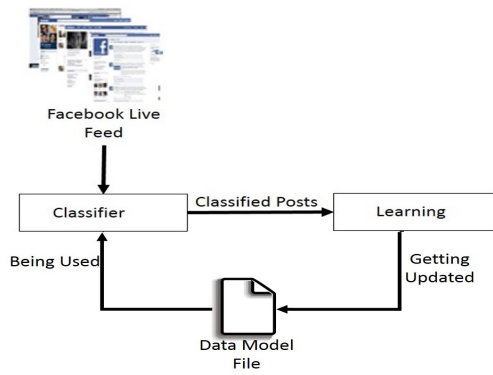 Facebook Live
Feed
Classifier
Classified Posts
Learning
Being Used
Getting
Updated
Data Model
File